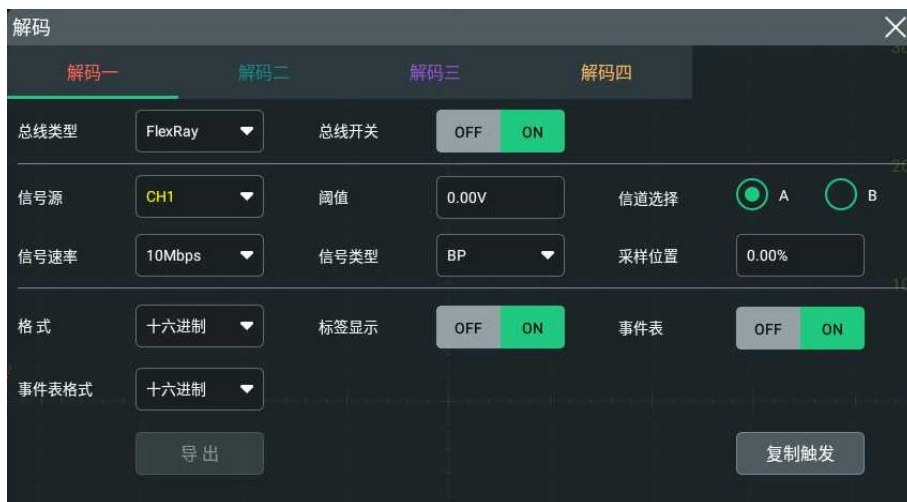 解码
解码一 解码二 解码三 解码四
总线类型 FlexRay 总线开关 OFF ON
信号源 CH1 阈值 0.00V 信道选择 A B
信号速率 10Mbps 信号类型 BP 采样位置 0.00%
格式 十六进制 标签显示 OFF ON 事件表 OFF ON
事件表格式 十六进制
导出 复制触发